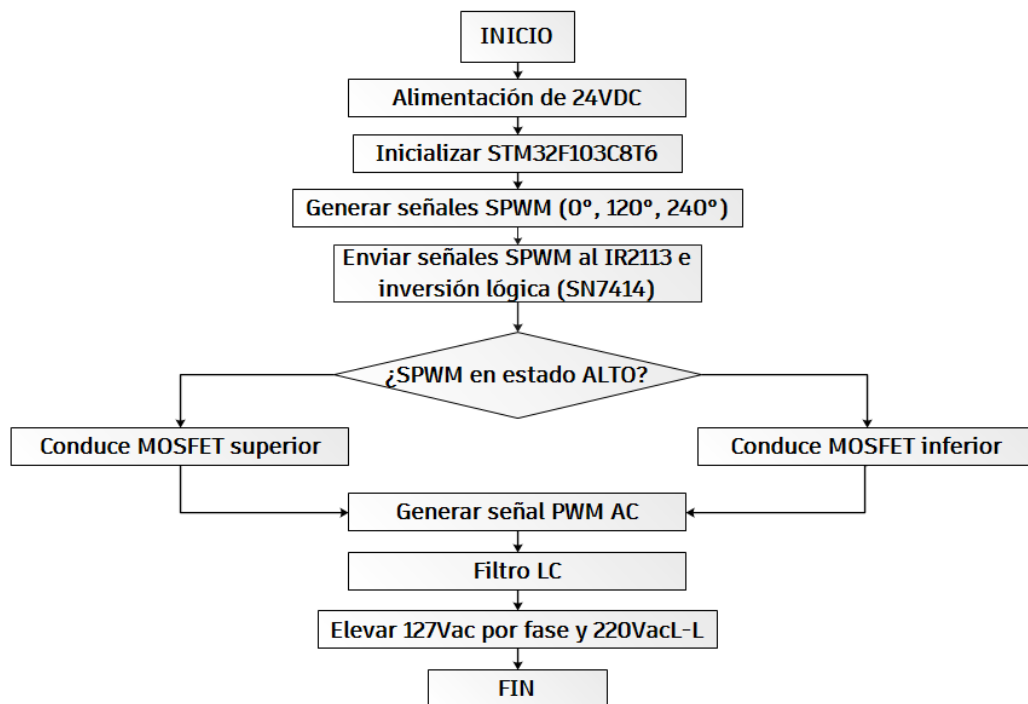 INICIO
Alimentación de 24VDC
Inicializar STM32F103C8T6
Generar señales SPWM (0°, 120°, 240°)
Enviar señales SPWM al IR2113 e
inversión lógica (SN7414)
¿SPWM en estado ALTO?
Conduce MOSFET superior
Conduce MOSFET inferior
Generar señal PWM AC
Filtro LC
Elevar 127Vac por fase y 220VacL-L
FIN